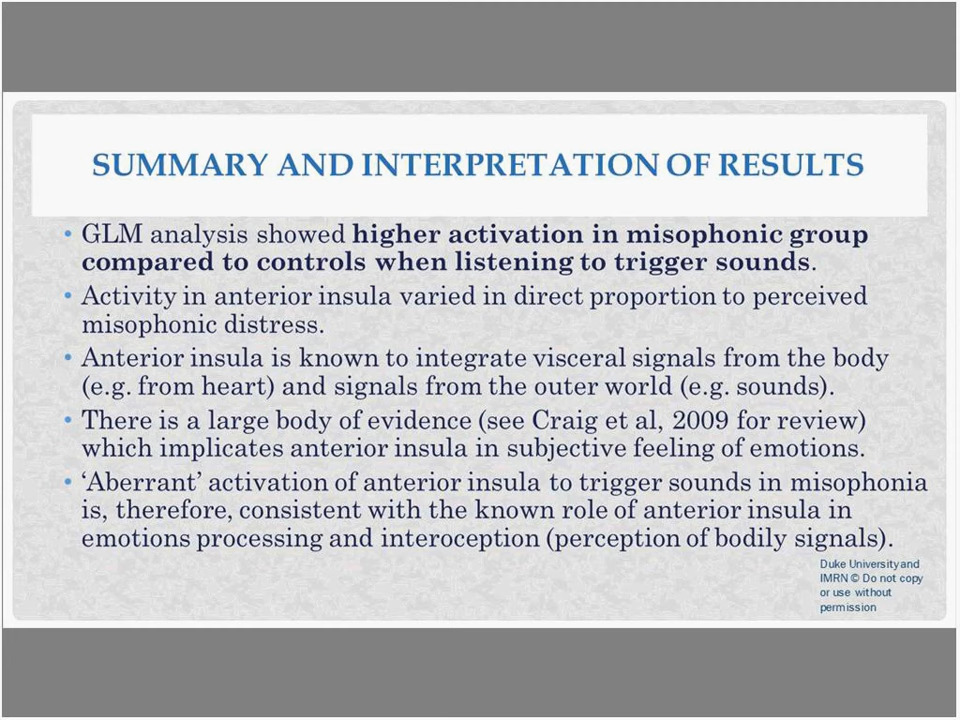 SUMMARY AND INTERPRETATION OF RESULTS
• GLM analysis showed higher activation in misophonic group
compared to controls when listening to trigger sounds.
• Activity in anterior insula varied in direct proportion to perceived
misophonic distress.
• Anterior insula is known to integrate visceral signals from the body
(e.g. from heart) and signals from the outer world (e.g. sounds).
• There is a large body of evidence (see Craig et al, 2009 for review)
which implicates anterior insula in subjective feeling of emotions.
• ‘Aberrant’ activation of anterior insula to trigger sounds in misophonia
is, therefore, consistent with the known role of anterior insula in
emotions processing and interoception (perception of bodily signals).
Duke University and
IMRN © Do not copy
or use without
permission